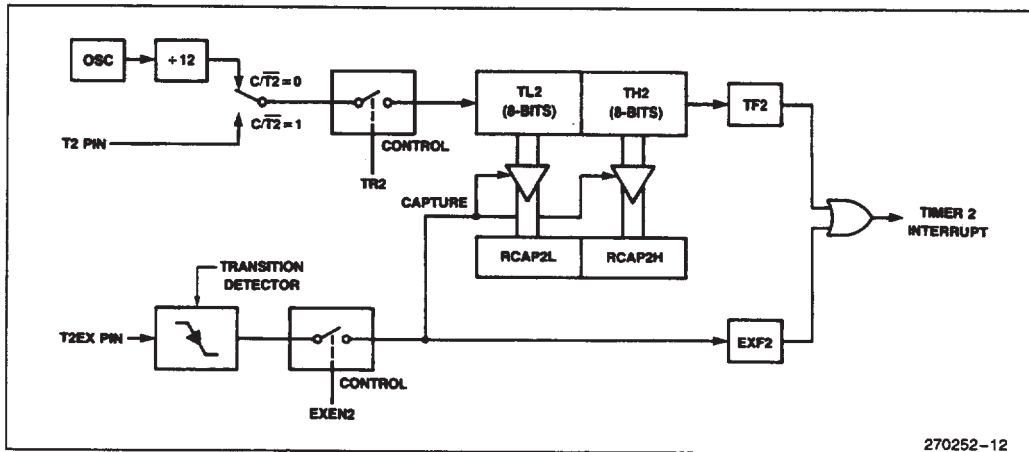 OSC
÷12
C/T2̅ = 0
C/T2̅ = 1
T2 PIN
CONTROL
TR2
TL2
(8-BITS)
TH2
(8-BITS)
TF2
CAPTURE
RCAP2L
RCAP2H
TIMER 2
INTERRUPT
TRANSITION
DETECTOR
T2EX PIN
CONTROL
EXEN2
EXF2
270252-12